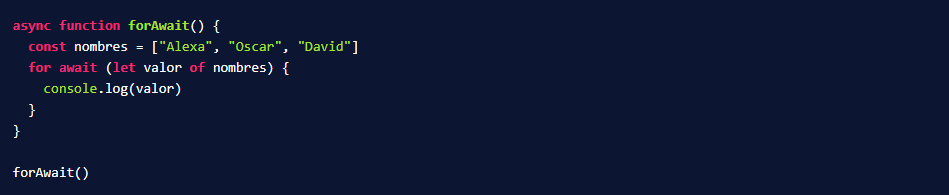 async function forAwait() {
  const nombres = ["Alexa", "Oscar", "David"]
  for await (let valor of nombres) {
    console.log(valor)
  }
}

forAwait()